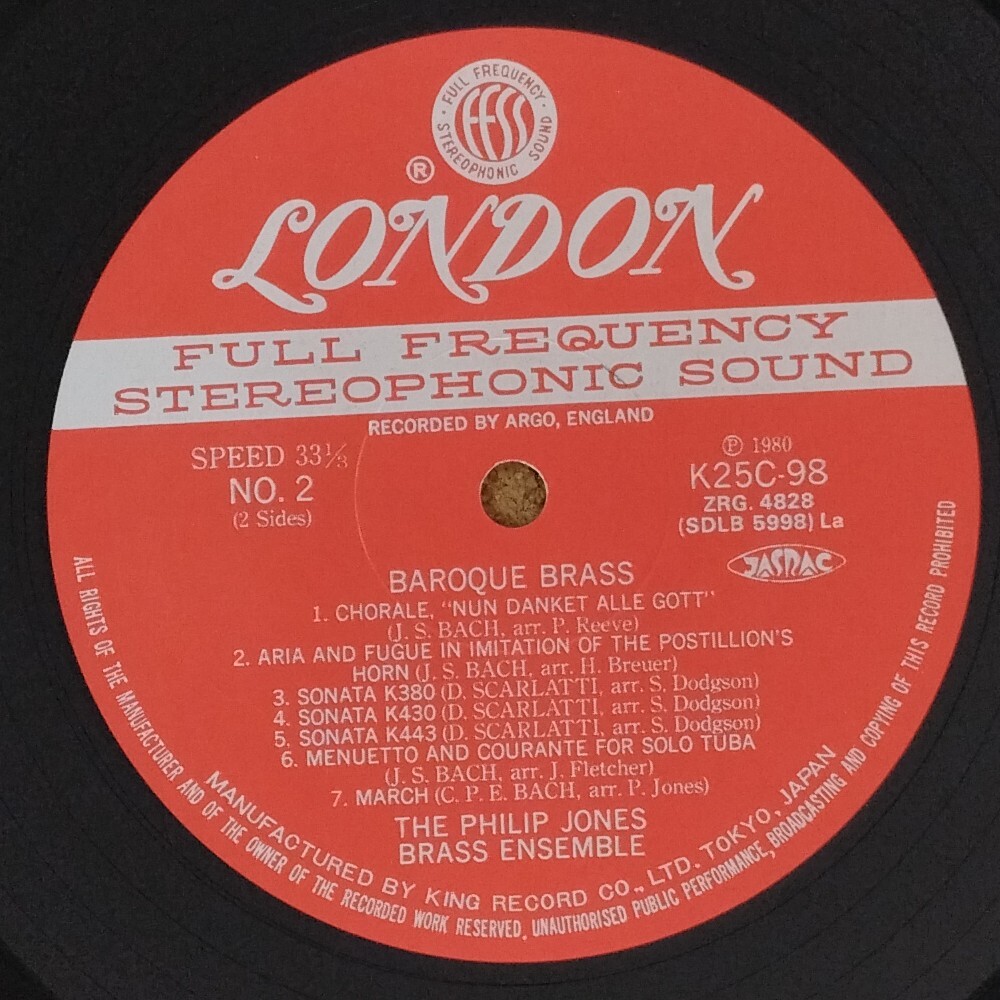 · FULL FREQUENCY ·
FFSS
STEREOPHONIC SOUND
®
LONDON
FULL FREQUENCY
STEREOPHONIC SOUND
RECORDED BY ARGO, ENGLAND
SPEED 33⅓
NO. 2
(2 Sides)
Ⓟ 1980
K25C-98
ZRG. 4828
(SDLB 5998) La
JASRAC
BAROQUE BRASS
1. CHORALE, "NUN DANKET ALLE GOTT"
(J. S. BACH, arr. P. Reeve)
2. ARIA AND FUGUE IN IMITATION OF THE POSTILLION'S
HORN (J. S. BACH, arr. H. Breuer)
3. SONATA K380 (D. SCARLATTI, arr. S. Dodgson)
4. SONATA K430 (D. SCARLATTI, arr. S. Dodgson)
5. SONATA K443 (D. SCARLATTI, arr. S. Dodgson)
6. MENUETTO AND COURANTE FOR SOLO TUBA
(J. S. BACH, arr. J. Fletcher)
7. MARCH (C. P. E. BACH, arr. P. Jones)
THE PHILIP JONES
BRASS ENSEMBLE
MANUFACTURED BY KING RECORD CO., LTD. TOKYO, JAPAN
ALL RIGHTS OF THE MANUFACTURER AND OF THE OWNER OF THE RECORDED WORK RESERVED. UNAUTHORISED PUBLIC PERFORMANCE, BROADCASTING AND COPYING OF THIS RECORD PROHIBITED